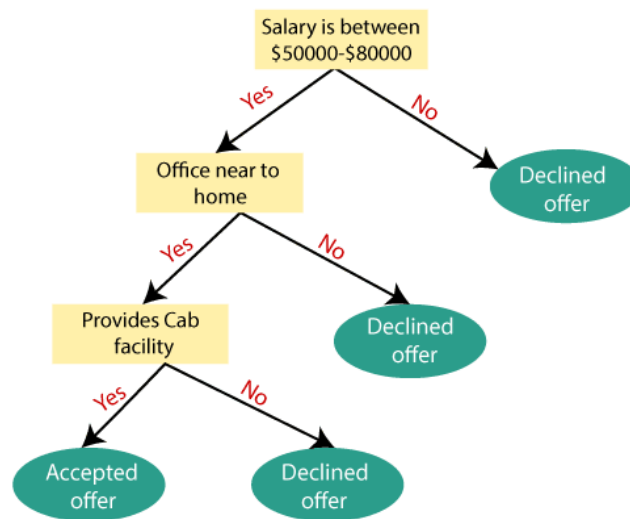 Salary is between
$50000-$80000
Yes
No
Office near to
home
Declined
offer
Yes
No
Provides Cab
facility
Declined
offer
Yes
No
Accepted
offer
Declined
offer